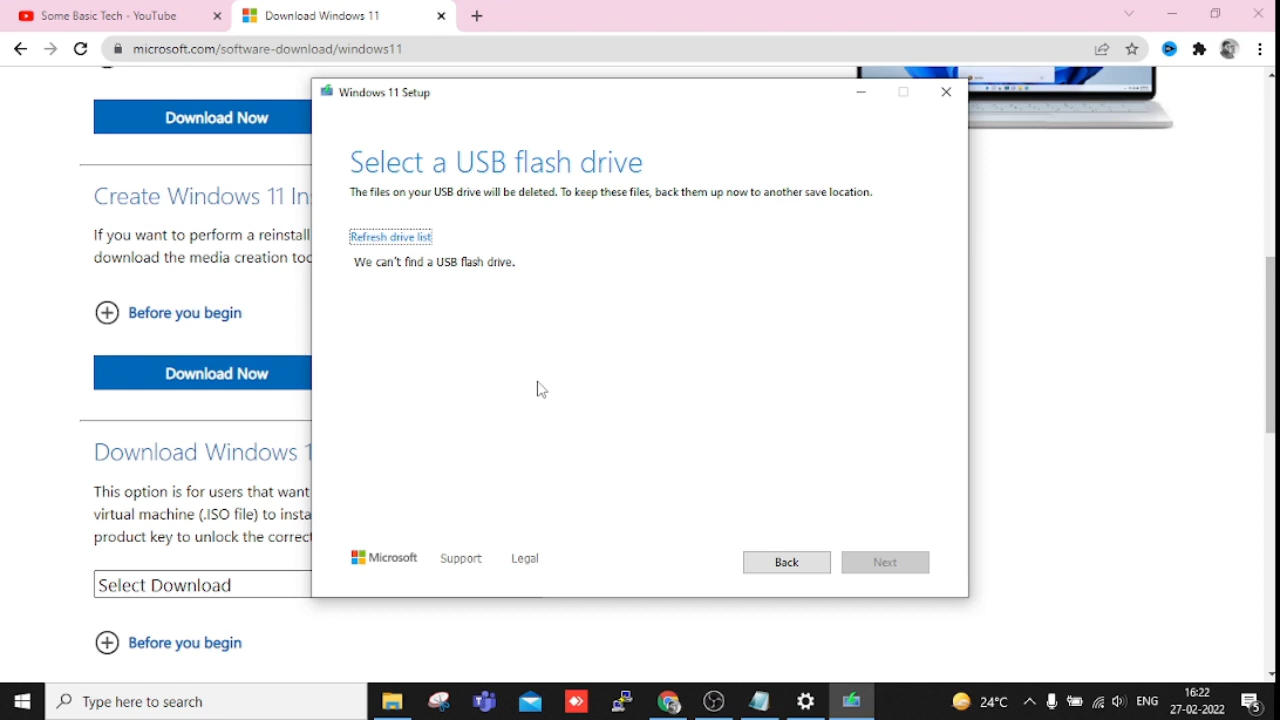 Some Basic Tech - YouTube
Download Windows 11
microsoft.com/software-download/windows11
Download Now
Create Windows 11 In
If you want to perform a reinstall
download the media creation too
Before you begin
Download Now
Download Windows 1
This option is for users that want
virtual machine (.ISO file) to insta
product key to unlock the correct
Select Download
Before you begin
Windows 11 Setup
Select a USB flash drive
The files on your USB drive will be deleted. To keep these files, back them up now to another save location.
Refresh drive list
We can't find a USB flash drive.
Microsoft
Support
Legal
Back
Next
Type here to search
24°C
ENG
16:22
27-02-2022
5